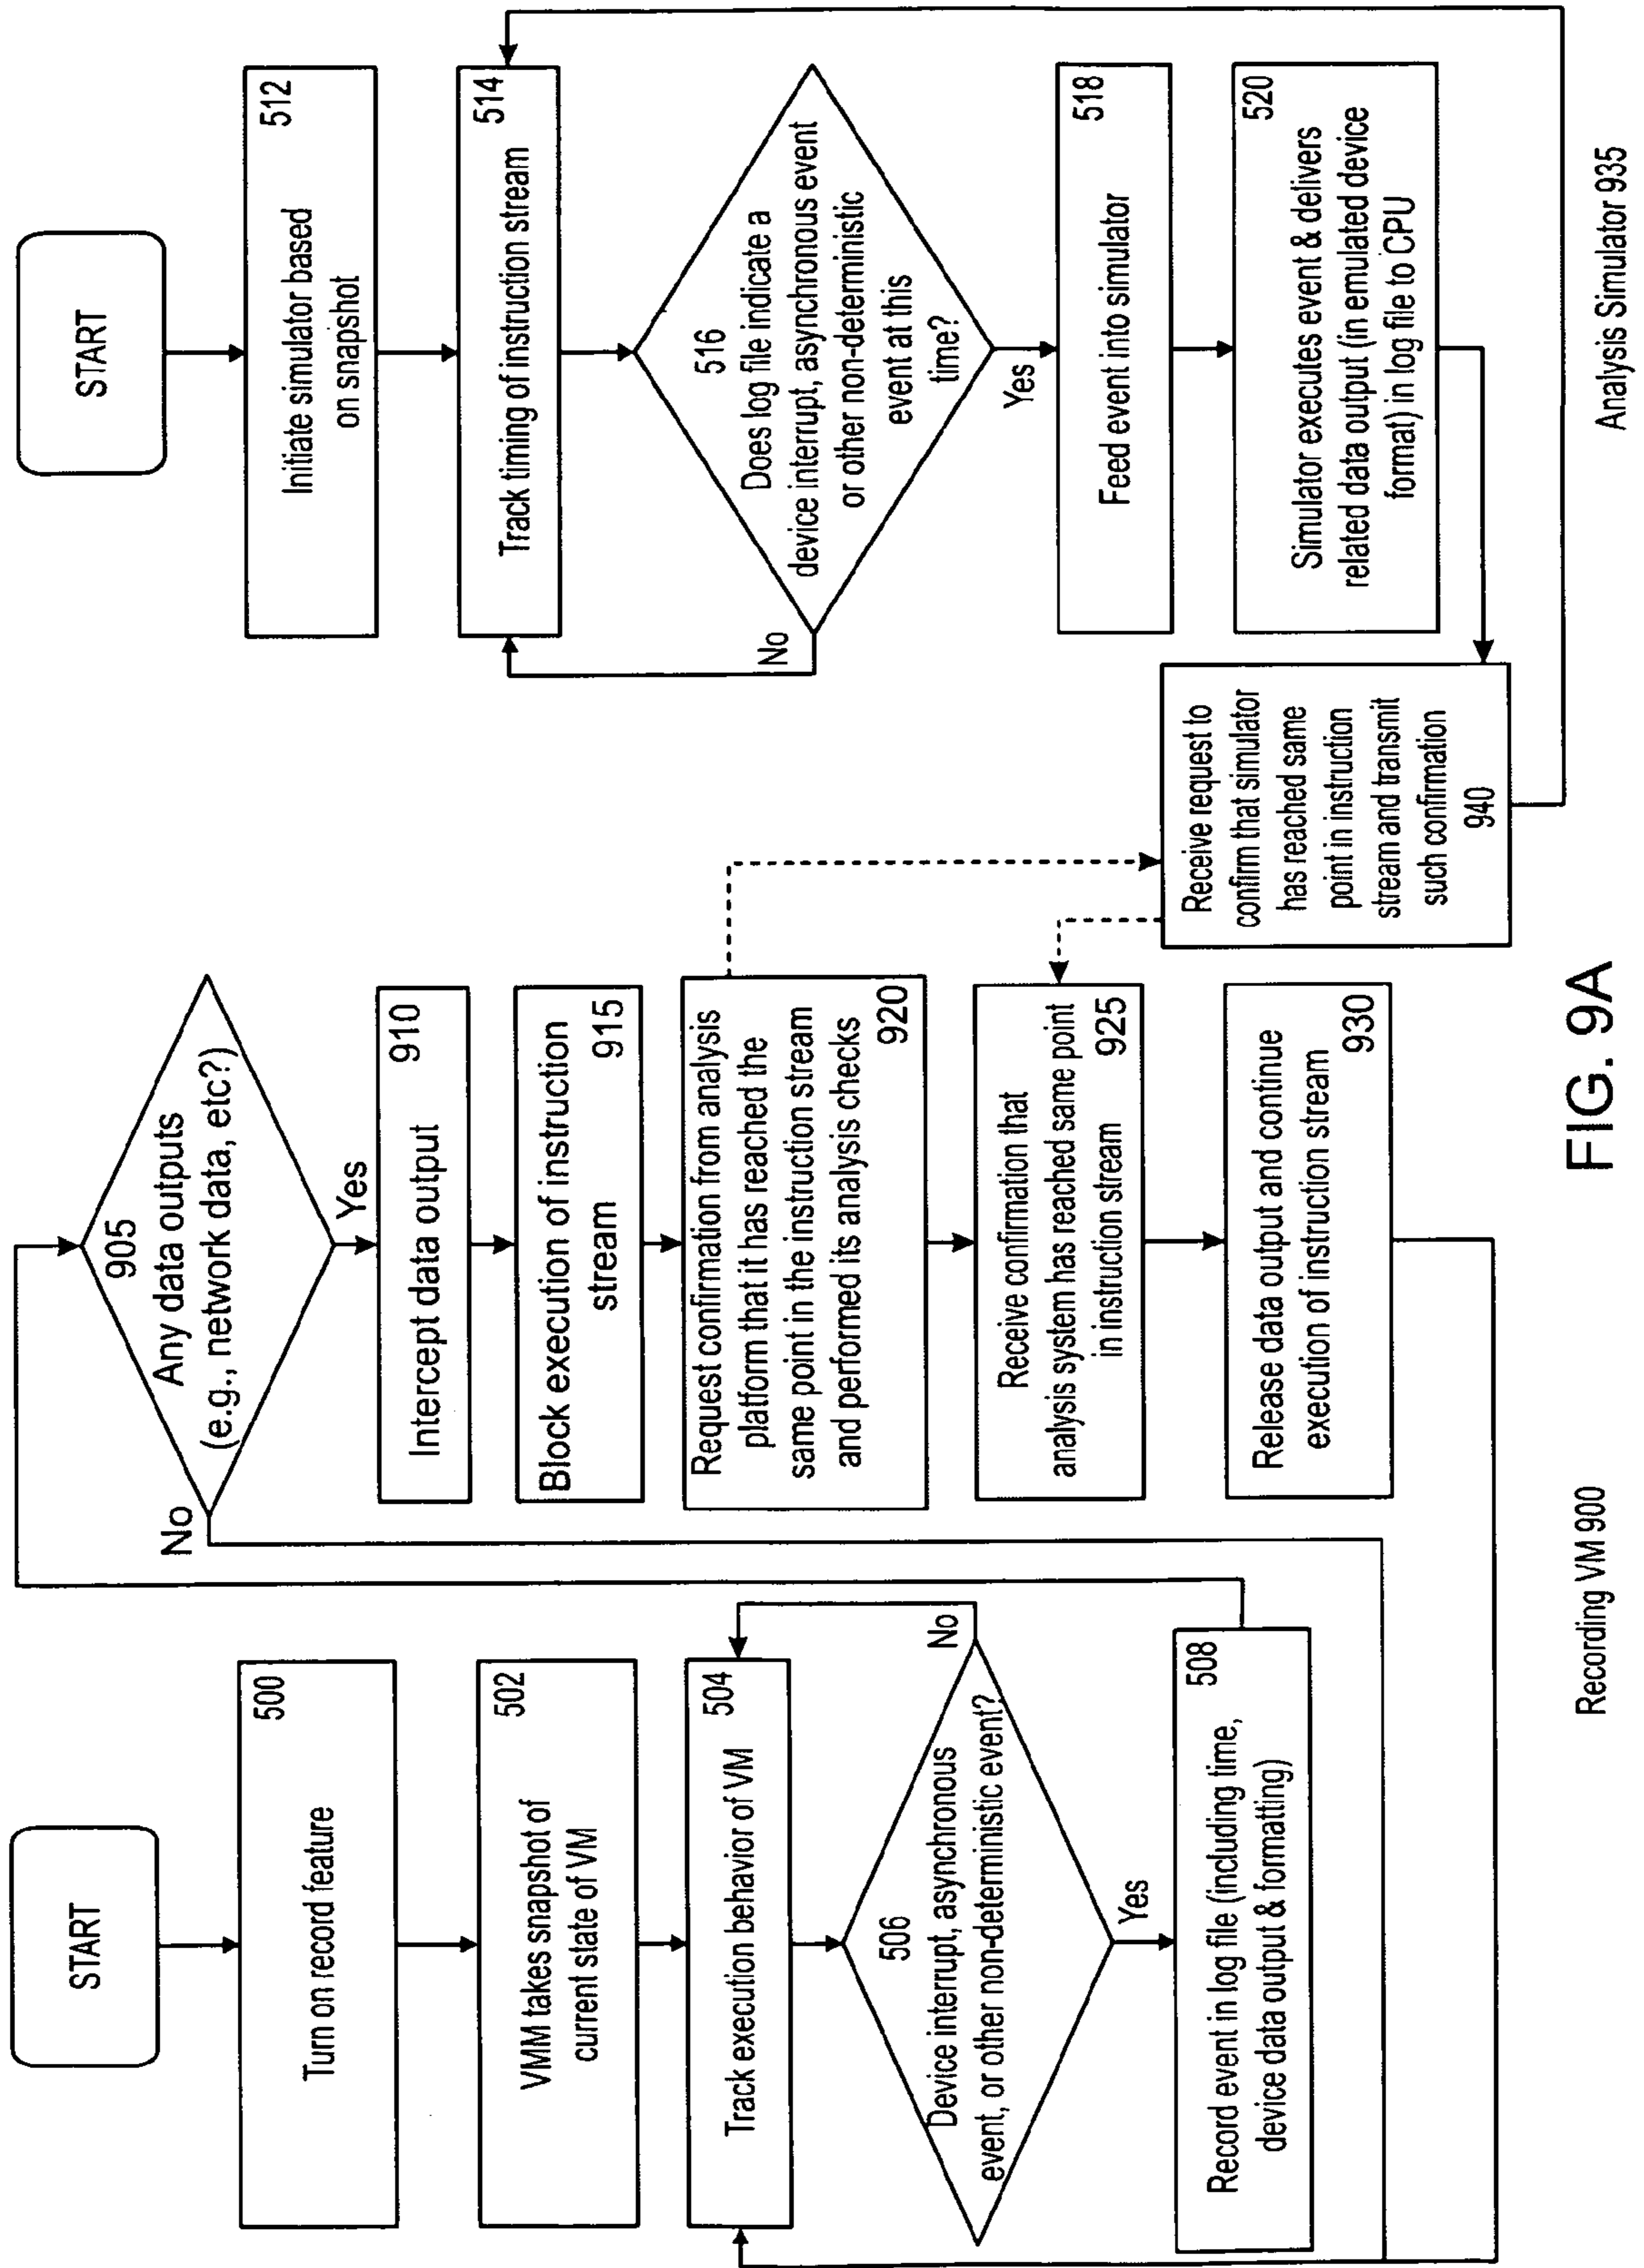 START
500
Turn on record feature
502
VMM takes snapshot of
current state of VM
504
Track execution behavior of VM
506
Device interrupt, asynchronous
event, or other non-deterministic event?
No
Yes
508
Record event in log file (including time,
device data output & formatting)
905
Any data outputs
(e.g., network data, etc?)
No
Yes
910
Intercept data output
915
Block execution of instruction
stream
Request confirmation from analysis
platform that it has reached the
same point in the instruction stream
and performed its analysis checks
920
Receive confirmation that
analysis system has reached same point
in instruction stream
925
Release data output and continue
execution of instruction stream
930
Recording VM 900
START
512
Initiate simulator based
on snapshot
514
Track timing of instruction stream
516
Does log file indicate a
device interrupt, asynchronous event
or other non-deterministic
event at this
time?
No
Yes
518
Feed event into simulator
520
Simulator executes event & delivers
related data output (in emulated device
format) in log file to CPU
Receive request to
confirm that simulator
has reached same
point in instruction
stream and transmit
such confirmation
940
Analysis Simulator 935
FIG. 9A